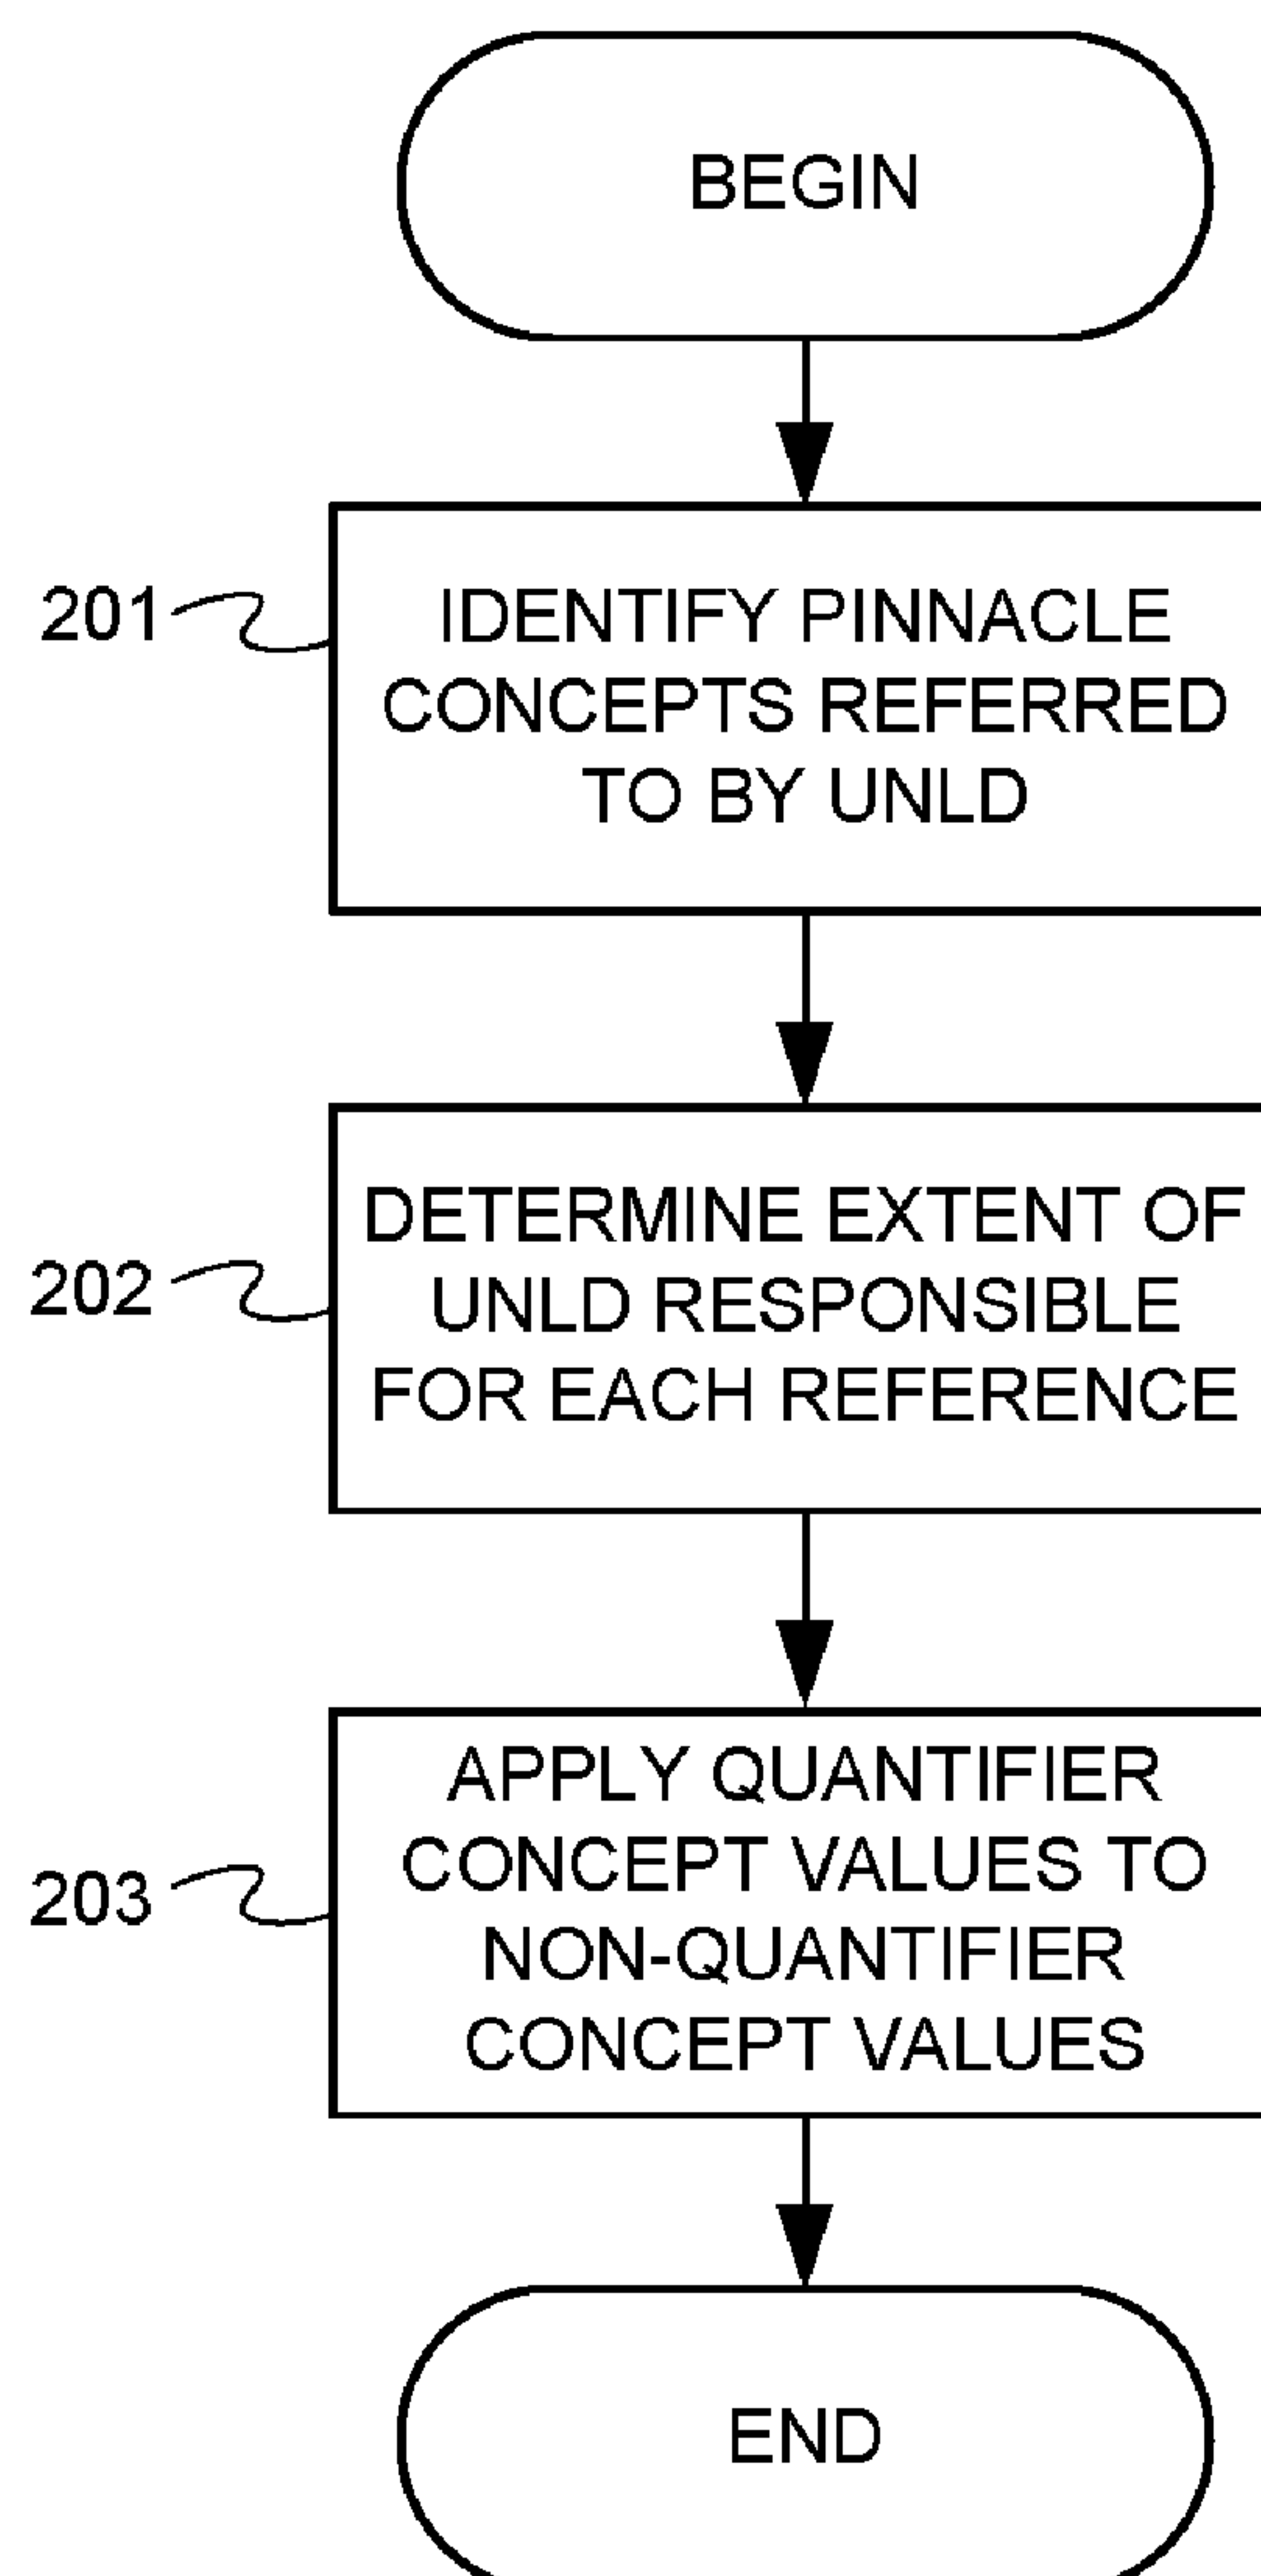 BEGIN
201
IDENTIFY PINNACLE
CONCEPTS REFERRED
TO BY UNLD
202
DETERMINE EXTENT OF
UNLD RESPONSIBLE
FOR EACH REFERENCE
203
APPLY QUANTIFIER
CONCEPT VALUES TO
NON-QUANTIFIER
CONCEPT VALUES
END